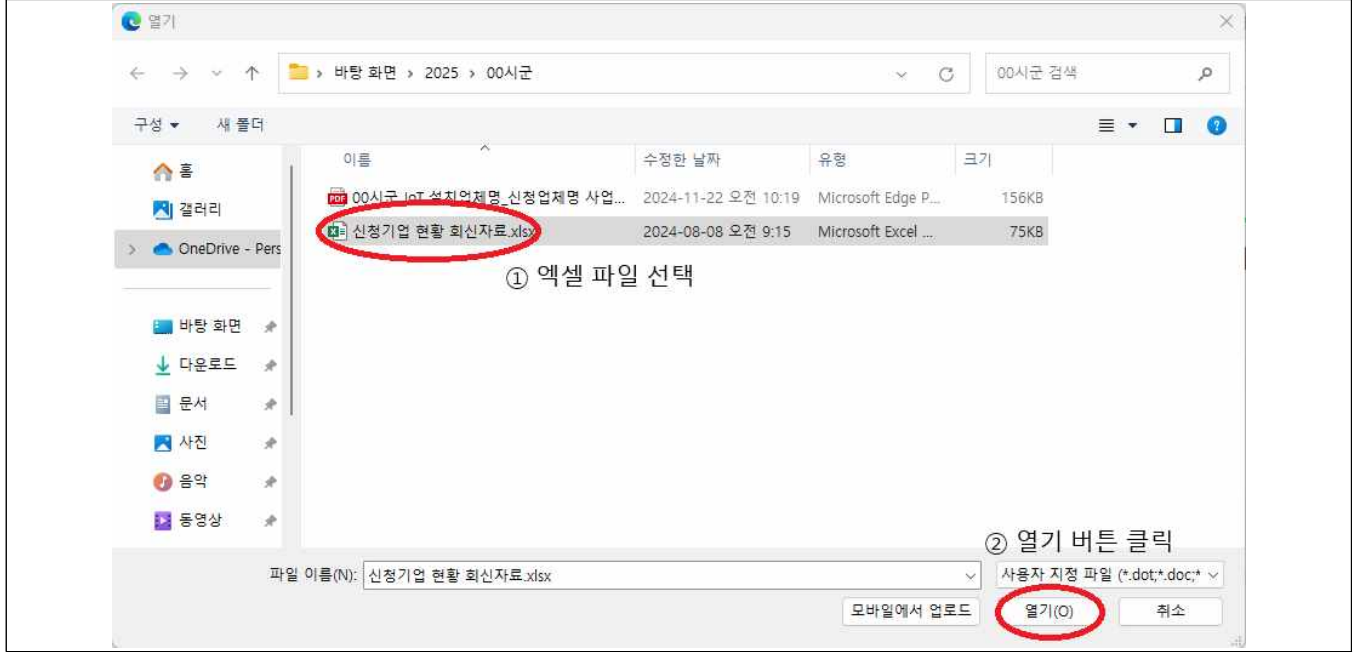 열기
바탕 화면 > 2025 > 00시군
00시군 검색
구성
새 폴더
이름 수정한 날짜 유형 크기
00시군 IoT 설치업체명_신청업체명 사업... 2024-11-22 오전 10:19 Microsoft Edge P... 156KB
신청기업 현황 회신자료.xlsx 2024-08-08 오전 9:15 Microsoft Excel ... 75KB
① 엑셀 파일 선택
홈
갤러리
OneDrive - Pers
바탕 화면
다운로드
문서
사진
음악
동영상
② 열기 버튼 클릭
파일 이름(N): 신청기업 현황 회신자료.xlsx
사용자 지정 파일 (*.dot;*.doc;*
모바일에서 업로드
열기(O)
취소